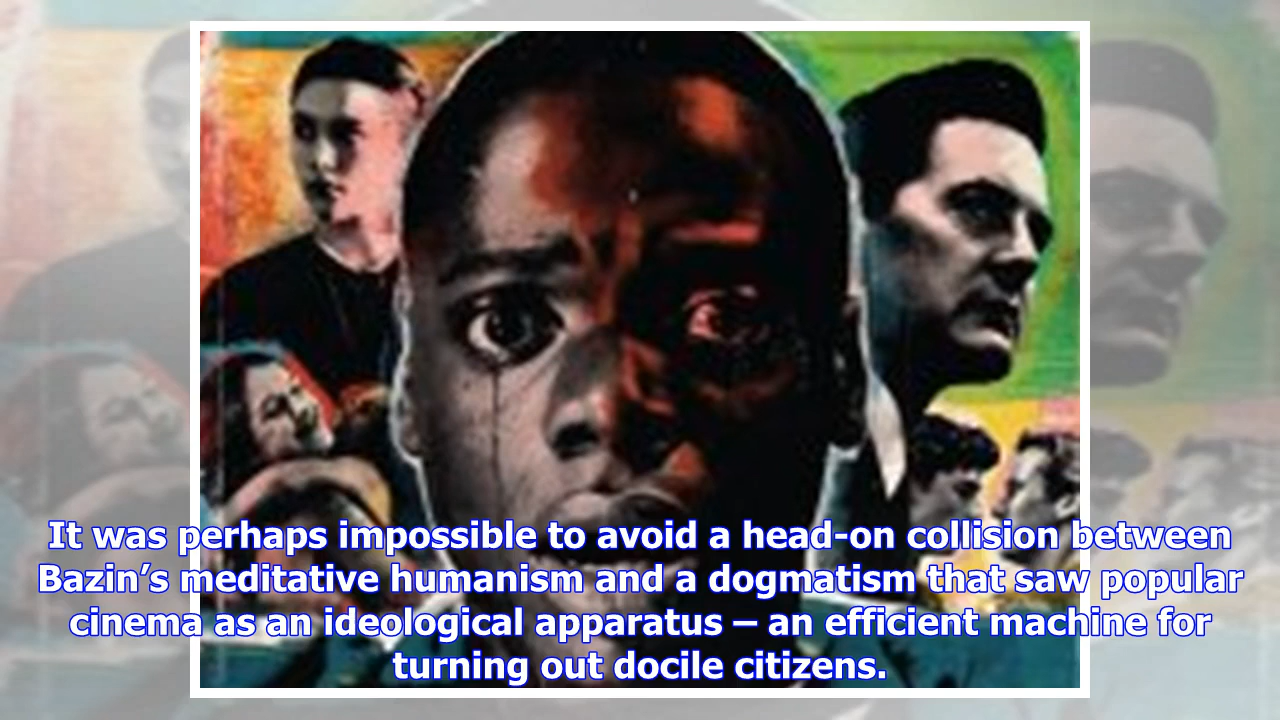 It was perhaps impossible to avoid a head-on collision between
Bazin’s meditative humanism and a dogmatism that saw popular
cinema as an ideological apparatus – an efficient machine for
turning out docile citizens.